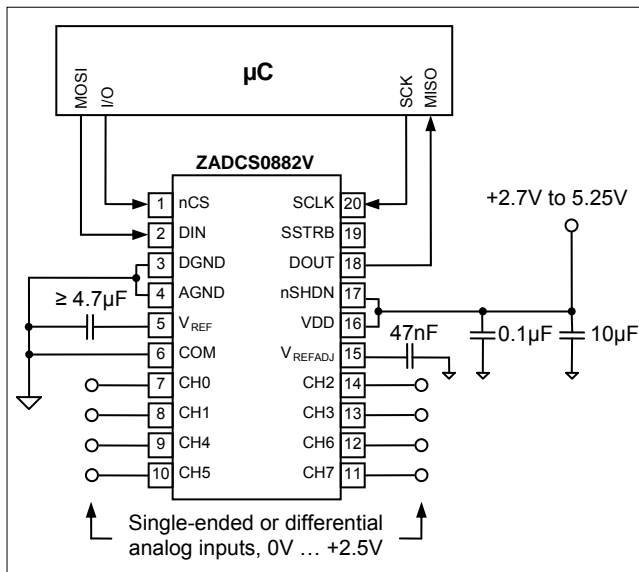 µC
MOSI
I/O
SCK
MISO
ZADCS0882V
+2.7V to 5.25V
1 nCS
SCLK 20
2 DIN
SSTRB 19
3 DGND
DOUT 18
4 AGND
nSHDN 17
≥ 4.7µF
5 VREF
VDD 16
6 COM
VREFADJ 15
47nF
0.1µF
10µF
7 CH0
CH2 14
8 CH1
CH3 13
9 CH4
CH6 12
10 CH5
CH7 11
Single-ended or differential
analog inputs, 0V … +2.5V